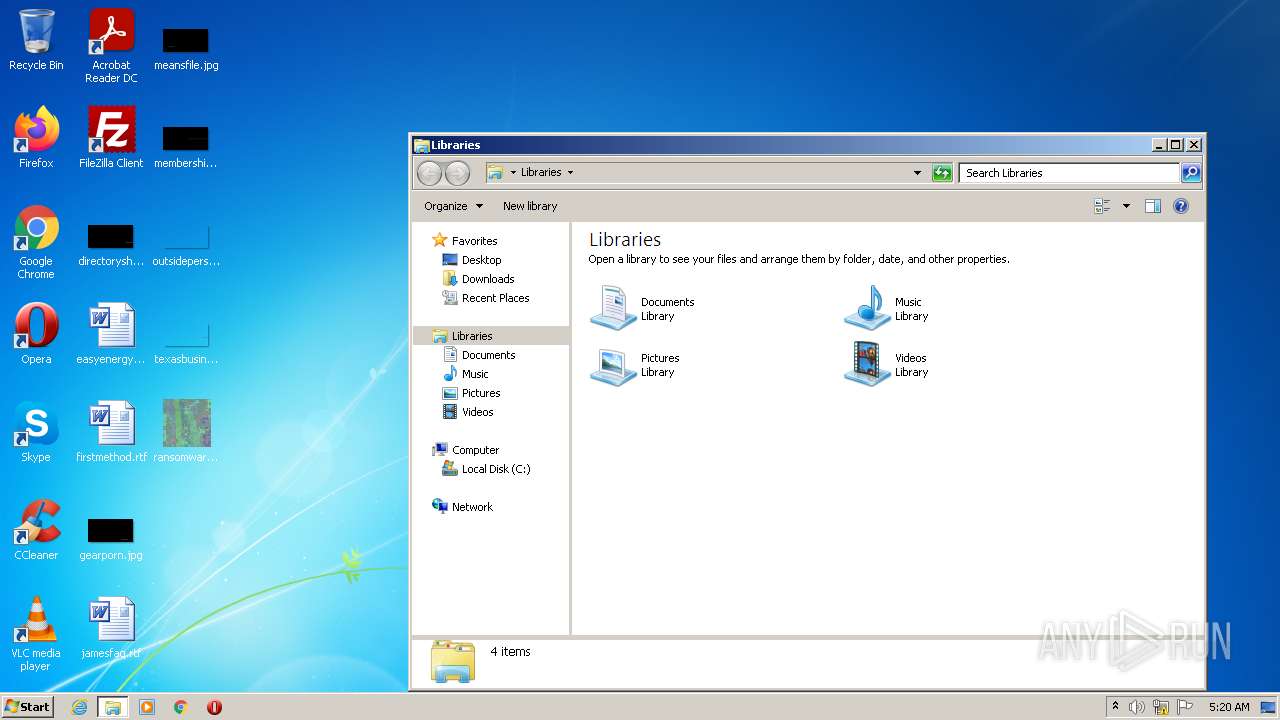 Recycle Bin
Acrobat
Reader DC
meansfile.jpg
Firefox
FileZilla Client
membershi...
Google
Chrome
directorysh...
outsidepers...
Opera
easyenergy...
texasbusin...
Skype
firstmethod.rtf
ransomwar...
CCleaner
gearporn.jpg
VLC media
player
jamesfaq.rtf
Libraries
Libraries
Search Libraries
Organize
New library
Favorites
Desktop
Downloads
Recent Places
Libraries
Documents
Music
Pictures
Videos
Computer
Local Disk (C:)
Network
Libraries
Open a library to see your files and arrange them by folder, date, and other properties.
Documents
Library
Music
Library
Pictures
Library
Videos
Library
4 items
ANY RUN
Start
5:20 AM